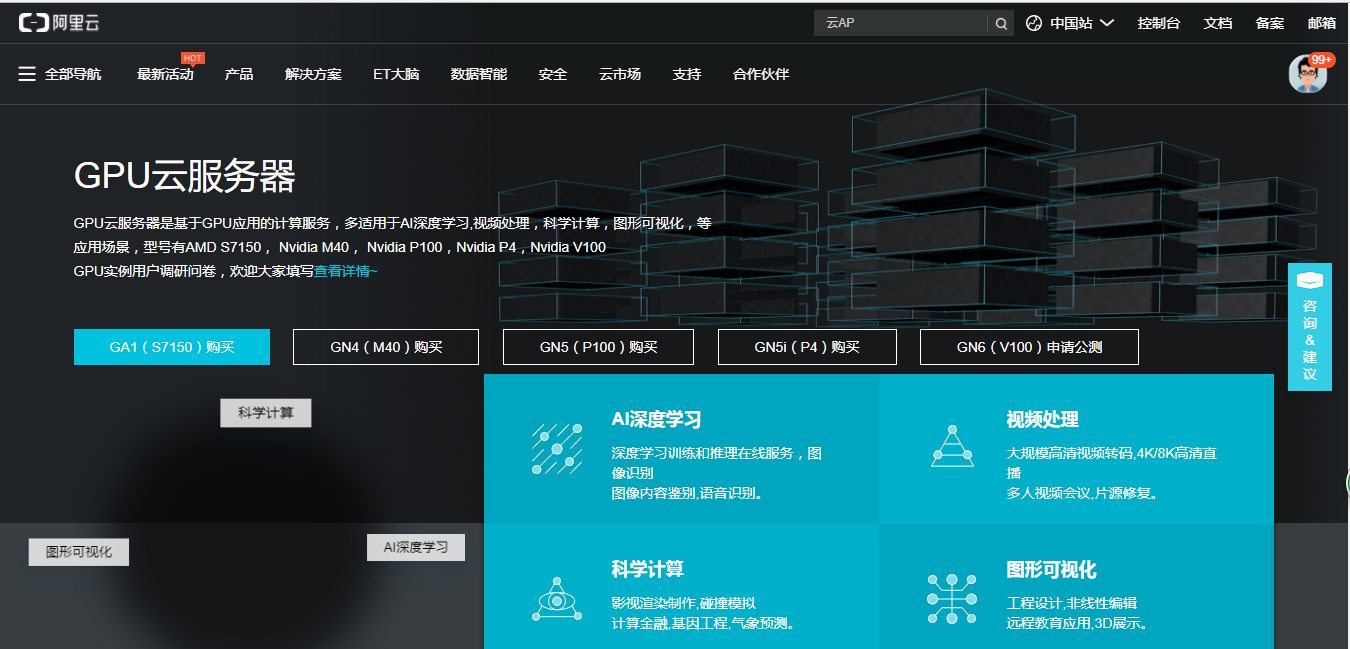 阿里云
云AP
中国站
控制台
文档
备案
邮箱
全部导航
最新活动
HOT
产品
解决方案
ET大脑
数据智能
安全
云市场
支持
合作伙伴
99+
GPU云服务器
GPU云服务器是基于GPU应用的计算服务，多适用于AI深度学习,视频处理，科学计算，图形可视化，等
应用场景，型号有AMD S7150， Nvidia M40， Nvidia P100，Nvidia P4，Nvidia V100
GPU实例用户调研问卷，欢迎大家填写查看详情~
GA1（S7150）购买
GN4（M40）购买
GN5（P100）购买
GN5i（P4）购买
GN6（V100）申请公测
咨询&建议
科学计算
图形可视化
AI深度学习
AI深度学习
深度学习训练和推理在线服务，图
像识别
图像内容鉴别,语音识别。
视频处理
大规模高清视频转码,4K/8K高清直
播
多人视频会议,片源修复。
科学计算
影视渲染制作,碰撞模拟
计算金融,基因工程,气象预测。
图形可视化
工程设计,非线性编辑
远程教育应用,3D展示。